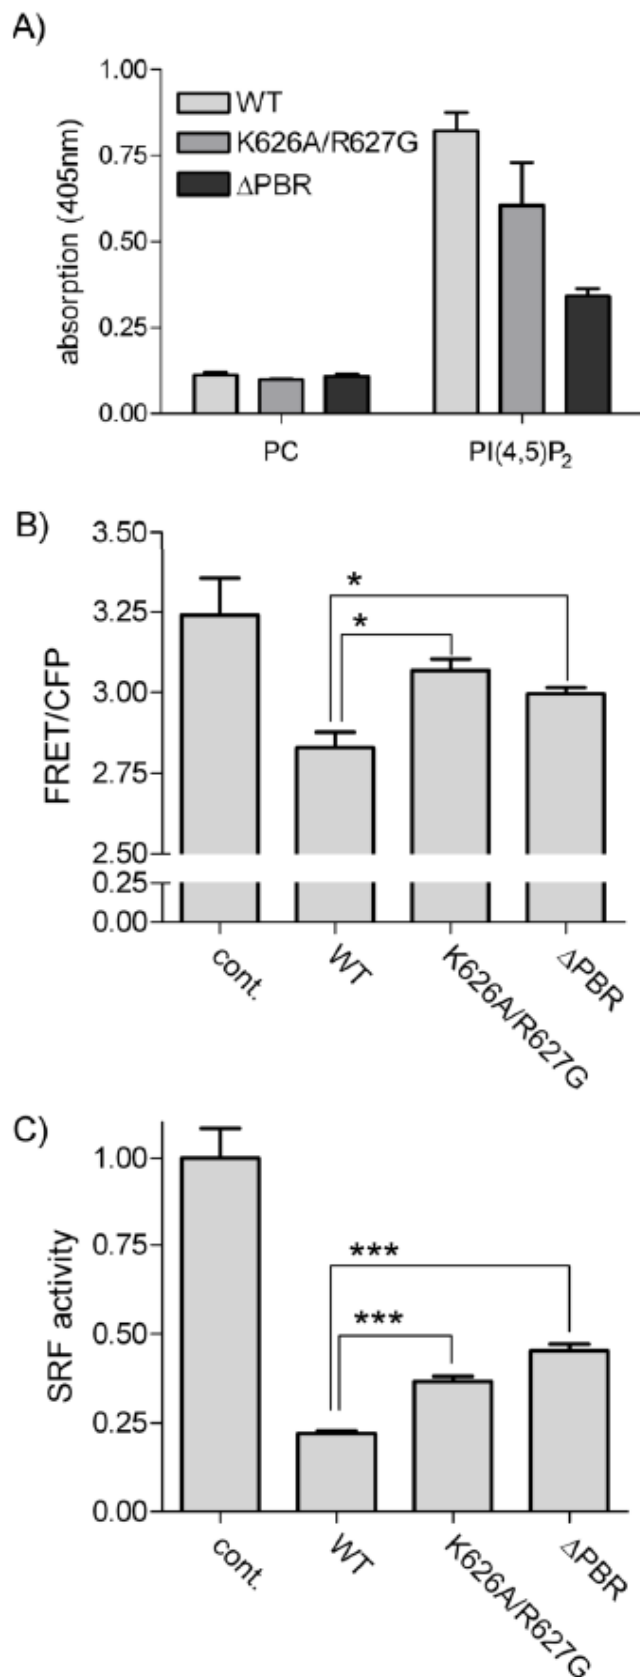 A)
absorption (405nm)
1.00
0.75
0.50
0.25
0.00
WT
K626A/R627G
ΔPBR
PC
PI(4,5)P₂
B)
FRET/CFP
3.50
3.25
3.00
2.75
2.50
0.25
0.00
*
*
cont.
WT
K626A/R627G
ΔPBR
C)
SRF activity
1.00
0.75
0.50
0.25
0.00
***
***
cont.
WT
K626A/R627G
ΔPBR